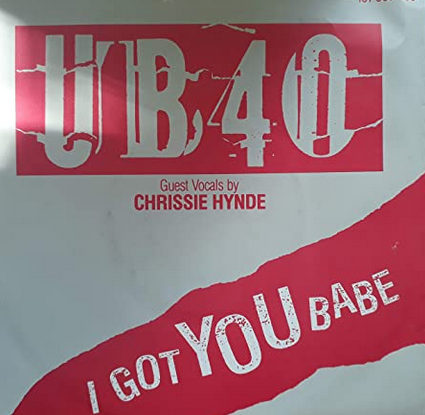 UB40
Guest Vocals by
CHRISSIE HYNDE
I GOT YOU BABE